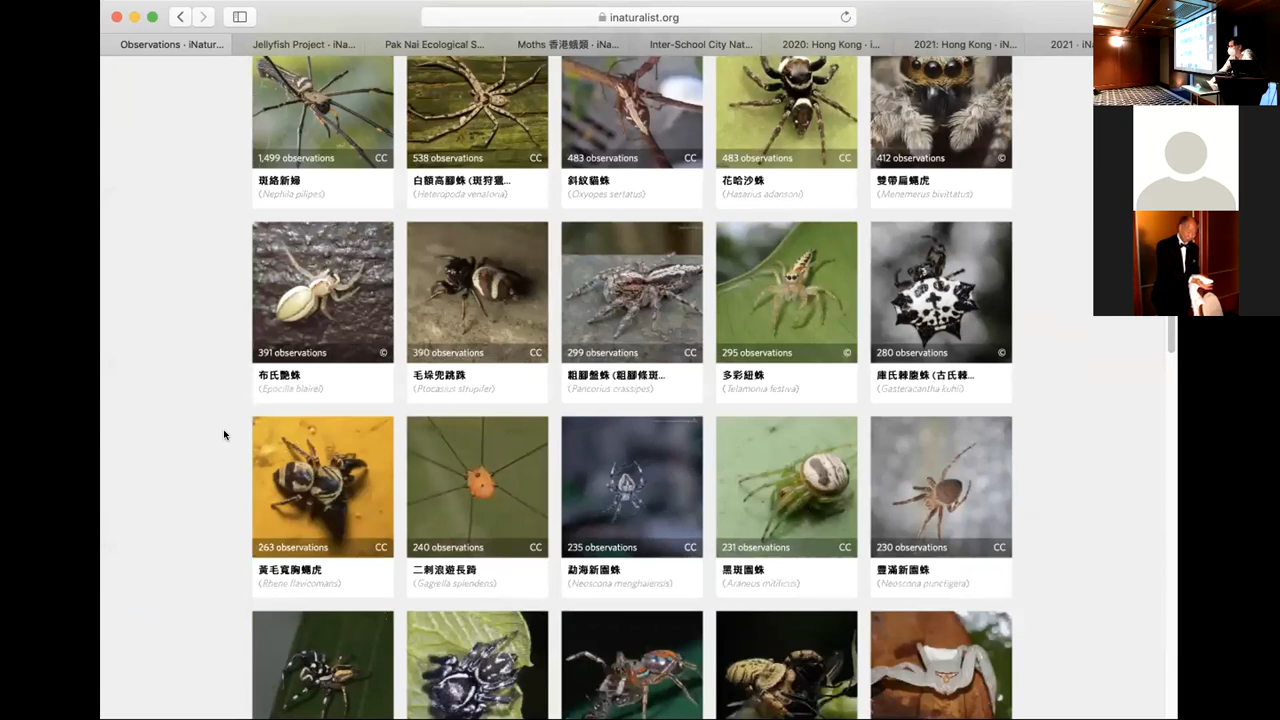 inaturalist.org
Observations · iNatur...
Jellyfish Project · iNa...
Pak Nai Ecological S...
Moths 香港蛾類 · iNa...
Inter-School City Nat...
2020: Hong Kong · i...
2021: Hong Kong · iN...
2021 · iN
1,499 observations CC
538 observations CC
483 observations CC
483 observations CC
412 observations ©
斑絡新婦
白額高腳蛛 (斑狩獵...
斜紋貓蛛
花哈沙蛛
雙帶扁蠅虎
(Nephila pilipes)
(Heteropoda venatoria)
(Oxyopes sertatus)
(Hasarius adansoni)
(Menemerus bivittatus)
391 observations ©
390 observations CC
299 observations CC
295 observations ©
280 observations ©
布氏艷蛛
毛垛兜跳蛛
粗腳盤蛛 (粗腳條斑...
多彩紐蛛
庫氏棘腹蛛 (古氏棘...
(Epocilla blairei)
(Ptocasius strupifer)
(Pancorius crassipes)
(Telamonia festiva)
(Gasteracantha kuhli)
263 observations CC
240 observations CC
235 observations CC
231 observations CC
230 observations CC
黃毛寬胸蠅虎
二刺浪遊長踦
勐海新園蛛
黑斑園蛛
豐滿新園蛛
(Rhene flavicomans)
(Gagrella splendens)
(Neoscona menghaiensis)
(Araneus mitificus)
(Neoscona punctigera)